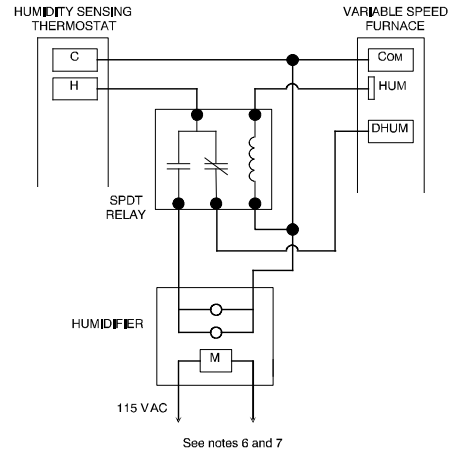 HUMIDITY SENSING
THERMOSTAT
VARIABLE SPEED
FURNACE
C
COM
H
HUM
DHUM
SPDT
RELAY
HUMIDIFIER
M
115 VAC
See notes 6 and 7